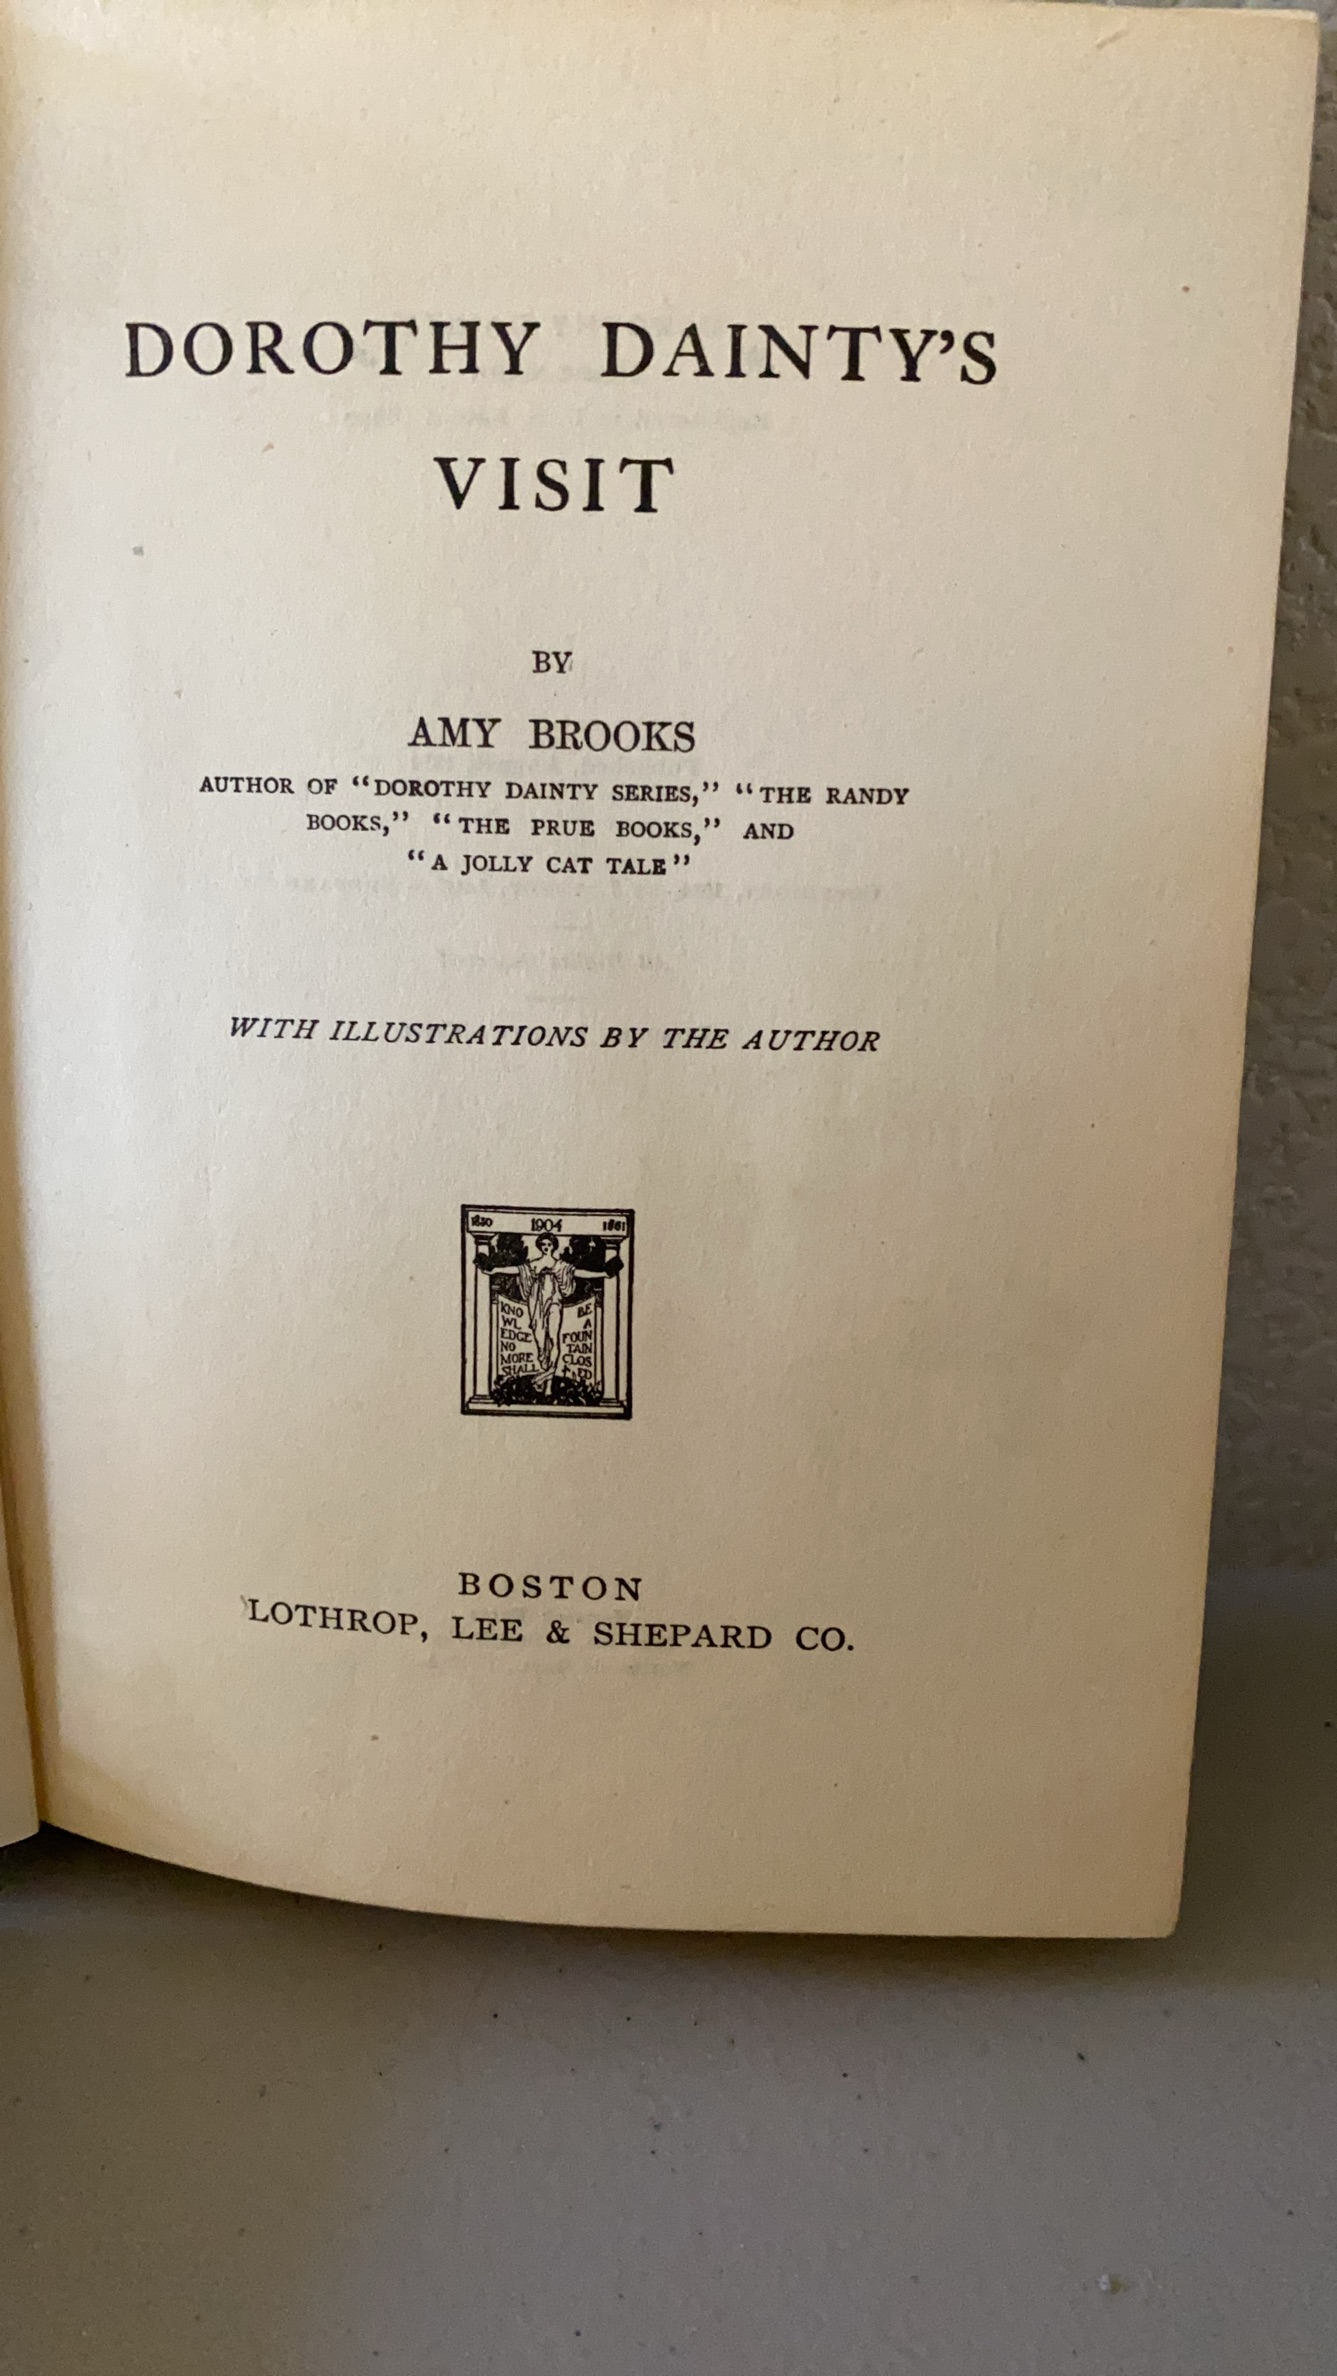 DOROTHY DAINTY'S
VISIT
BY
AMY BROOKS
AUTHOR OF “DOROTHY DAINTY SERIES,” “THE RANDY
BOOKS,” “THE PRUE BOOKS,” AND
“A JOLLY CAT TALE”
WITH ILLUSTRATIONS BY THE AUTHOR
1850 1904 1861
KNO
WL
EDGE
NO
MORE
SHALL
BE
A
FOUN
TAIN
CLOS
ED
BOSTON
LOTHROP, LEE & SHEPARD CO.